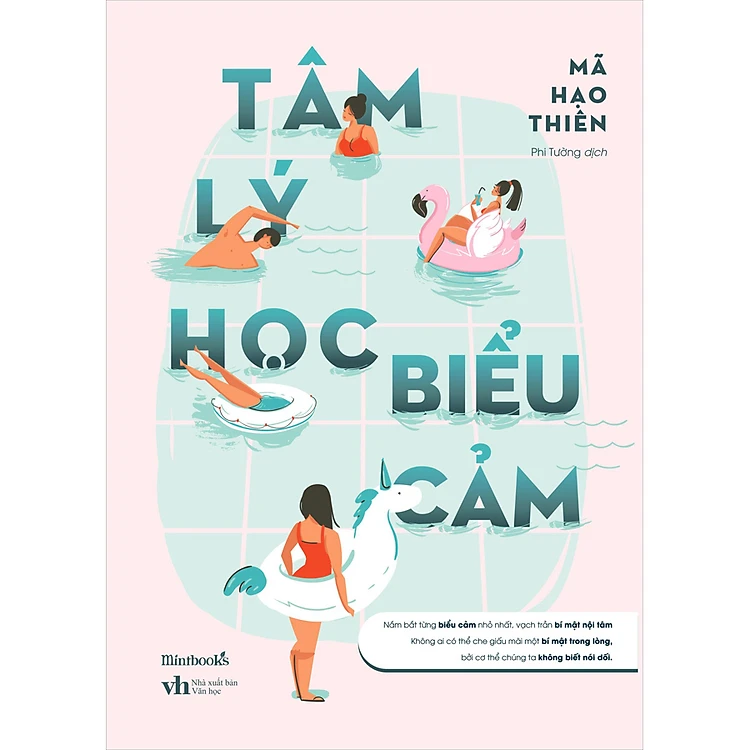 TÂM
LÝ
HỌC
BIỂU
CẢM
MÃ
HẠO
THIÊN
Phi Tường dịch
Nắm bắt từng biểu cảm nhỏ nhất, vạch trần bí mật nội tâm
Không ai có thể che giấu mãi một bí mật trong lòng,
bởi cơ thể chúng ta không biết nói dối.
mintbooks
vh Nhà xuất bản
Văn học